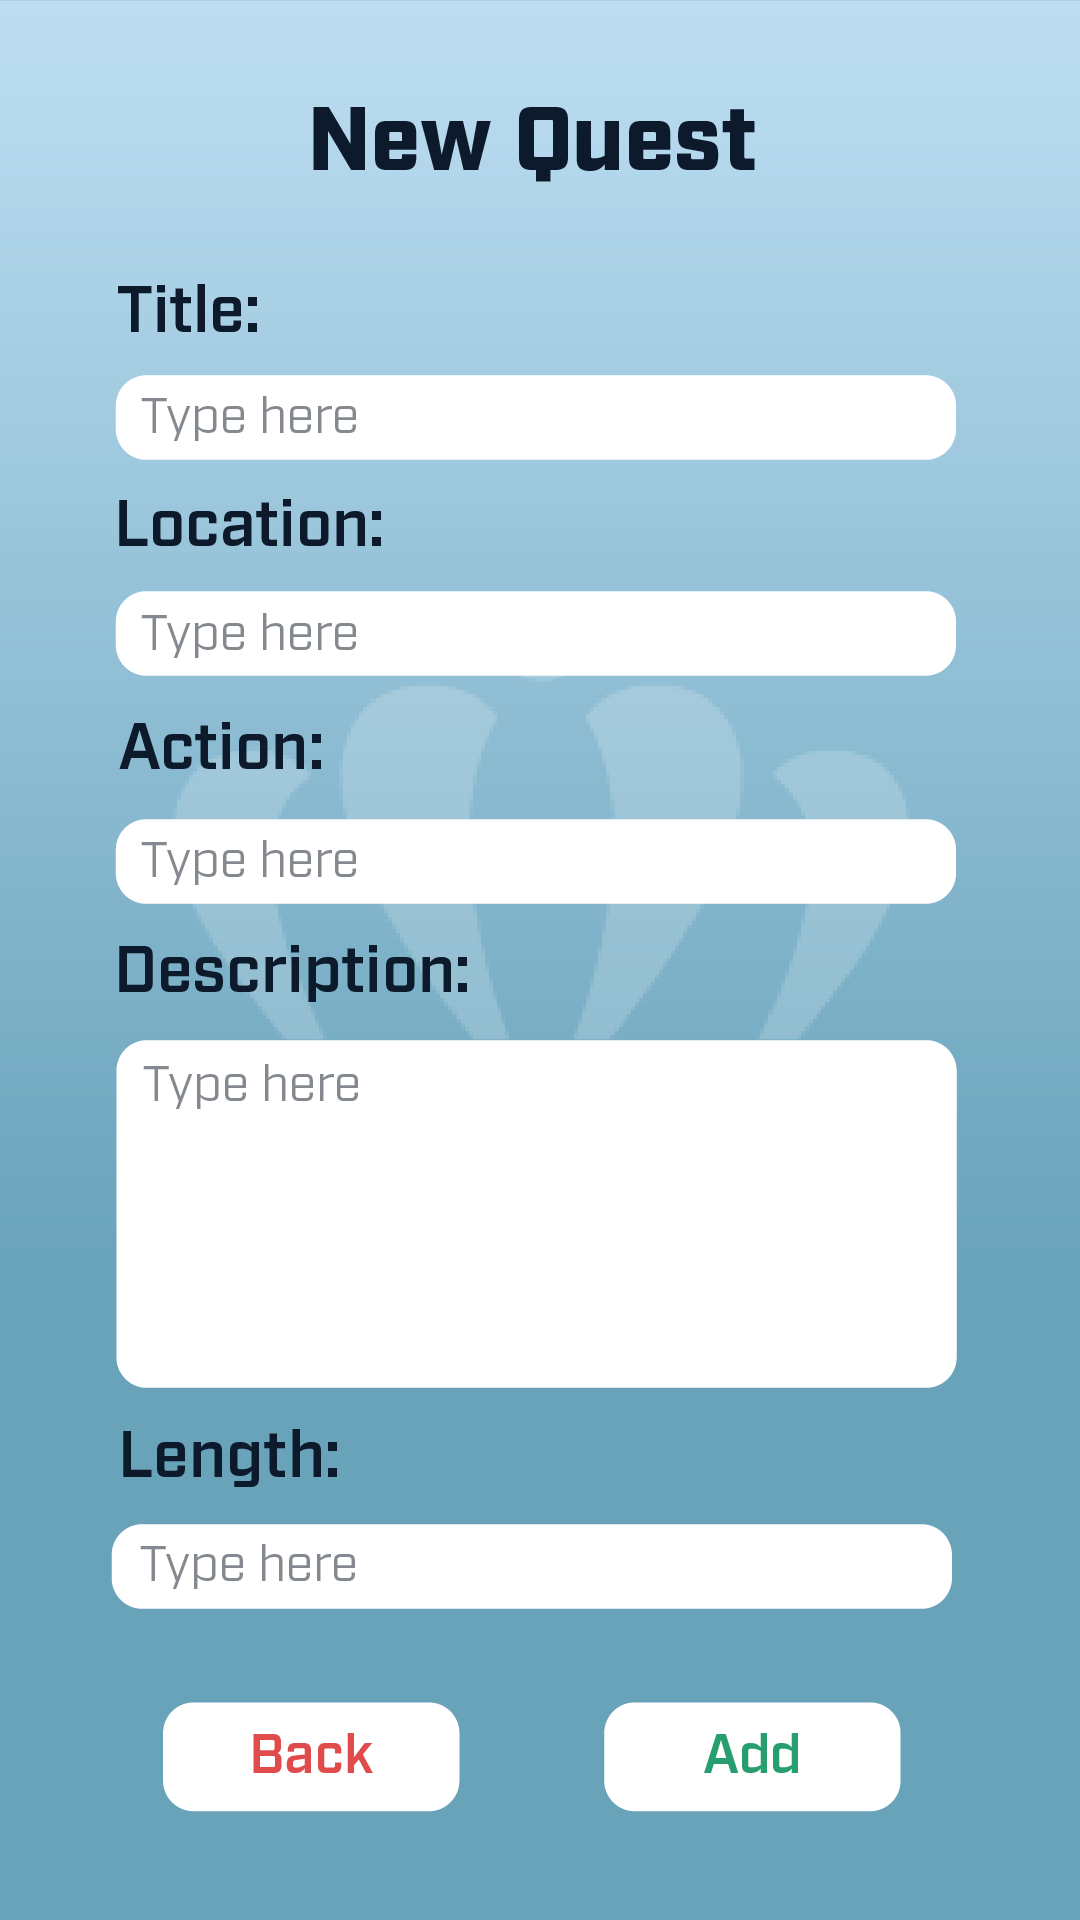 New Quest
Title:
Type here
Location:
Type here
Action:
Type here
Description:
Type here
Length:
Type here
Back
Add